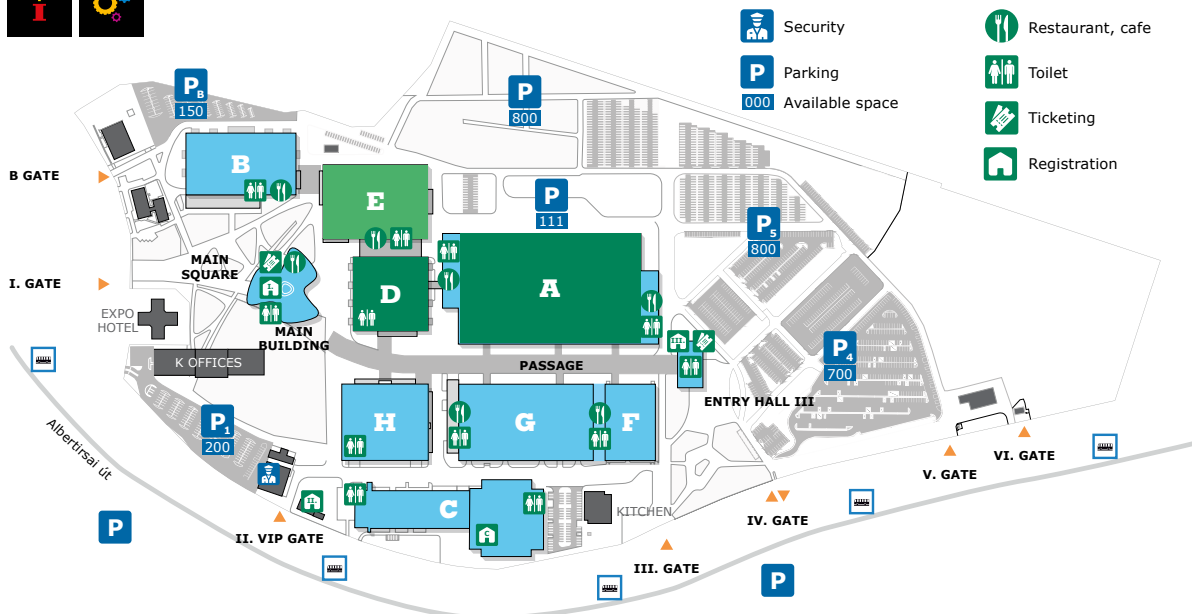 i
Security
Restaurant, cafe
P
Parking
Toilet
000 Available space
Ticketing
Registration
P B
150
P
800
B GATE
B
E
P
111
P 5
800
MAIN
SQUARE
I. GATE
D
A
EXPO
HOTEL
MAIN
BUILDING
K OFFICES
PASSAGE
P 4
700
ENTRY HALL III
H
G
F
P 1
200
Albertirsai út
VI. GATE
V. GATE
C
C
KITCHEN
IV. GATE
P
II. VIP GATE
III. GATE
P